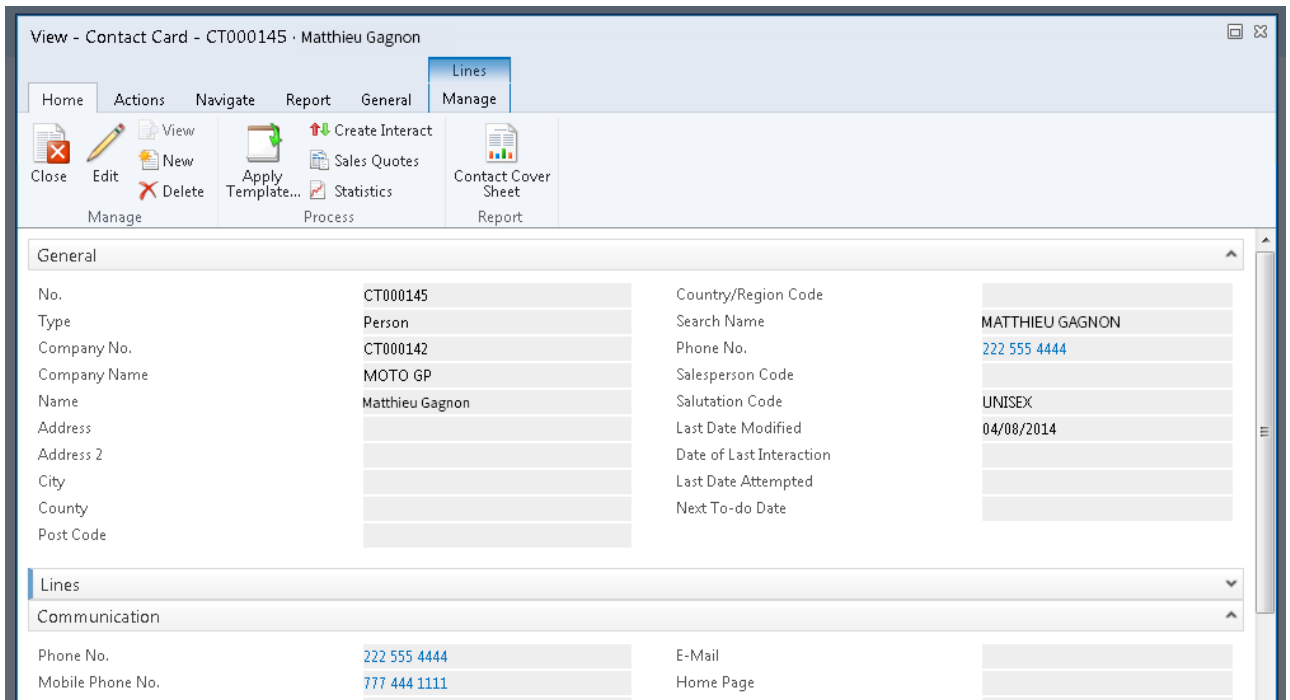 View - Contact Card - CT000145 · Matthieu Gagnon
Lines
Home Actions Navigate Report General Manage
Close
Edit
View
New
Delete
Manage
Apply Template...
Create Interact
Sales Quotes
Statistics
Process
Contact Cover Sheet
Report
General
No. CT000145
Type Person
Company No. CT000142
Company Name MOTO GP
Name Matthieu Gagnon
Address
Address 2
City
County
Post Code
Country/Region Code
Search Name MATTHIEU GAGNON
Phone No. 222 555 4444
Salesperson Code
Salutation Code UNISEX
Last Date Modified 04/08/2014
Date of Last Interaction
Last Date Attempted
Next To-do Date
Lines
Communication
Phone No. 222 555 4444
Mobile Phone No. 777 444 1111
E-Mail
Home Page